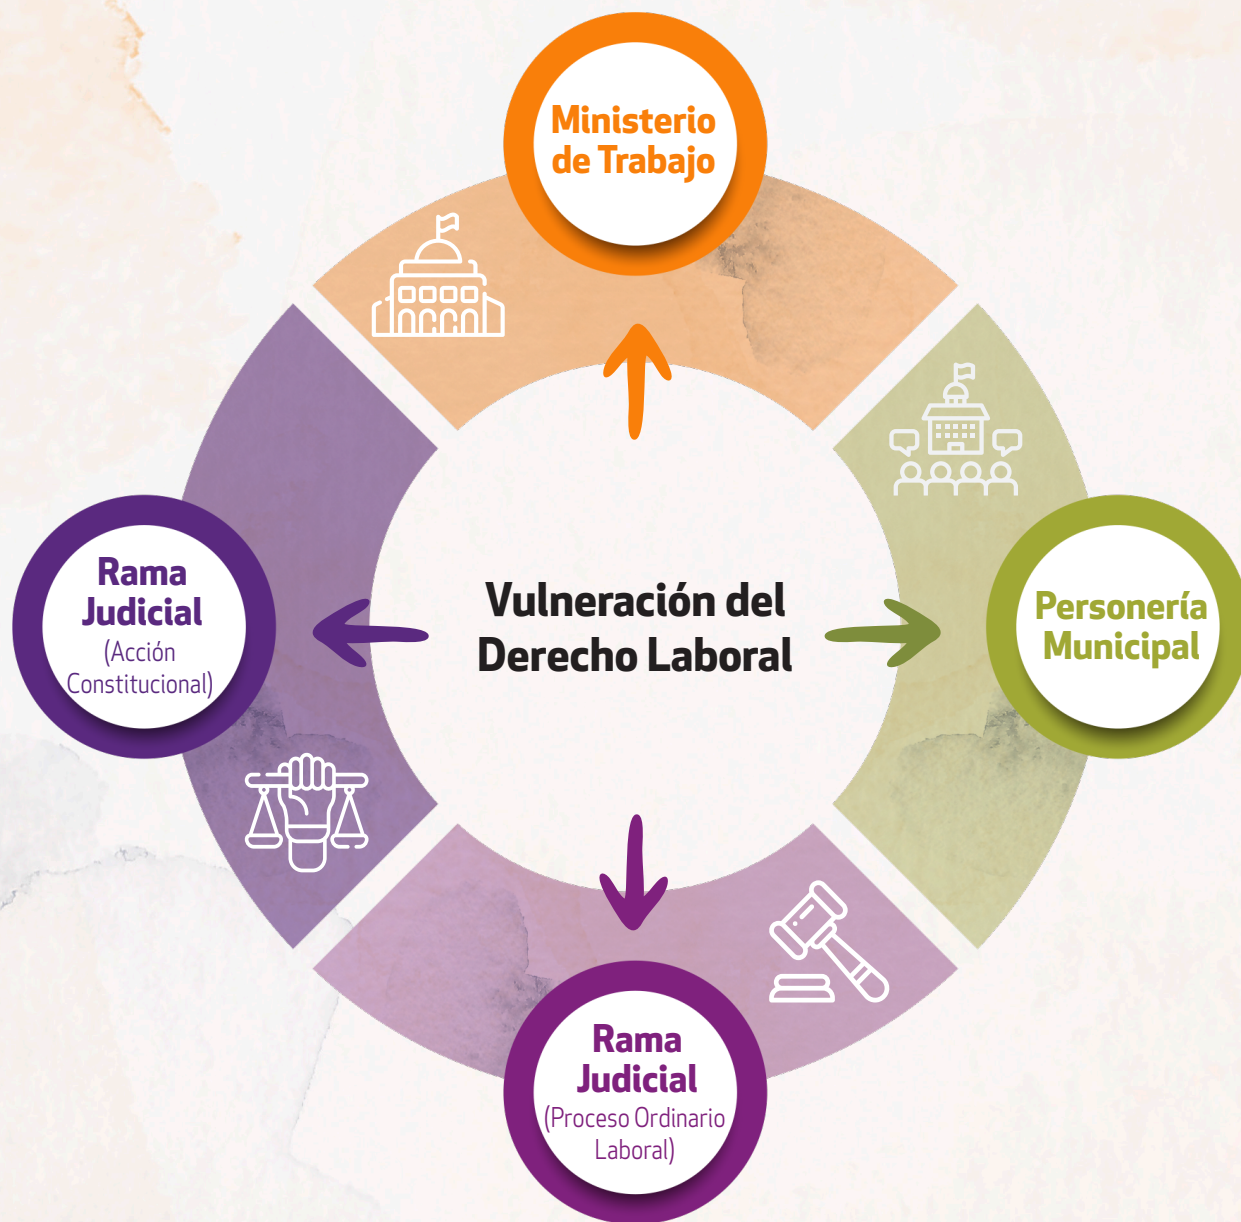 Ministerio
de Trabajo
Rama
Judicial
(Acción
Constitucional)
Vulneración del
Derecho Laboral
Personería
Municipal
Rama
Judicial
(Proceso Ordinario
Laboral)